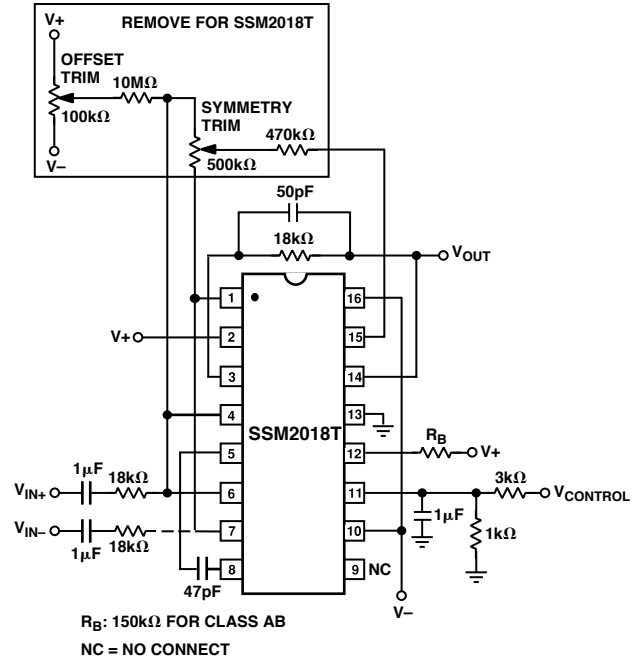 V+
REMOVE FOR SSM2018T
OFFSET
TRIM
10MΩ
100kΩ
V–
SYMMETRY
TRIM
470kΩ
500kΩ
50pF
18kΩ
VOUT
1
16
V+
2
15
3
14
4
13
SSM2018T
5
12
RB
V+
1μF
18kΩ
VIN+
6
11
3kΩ
VCONTROL
VIN–
1μF
18kΩ
7
10
1μF
1kΩ
8
9
NC
47pF
V–
RB: 150kΩ FOR CLASS AB
NC = NO CONNECT